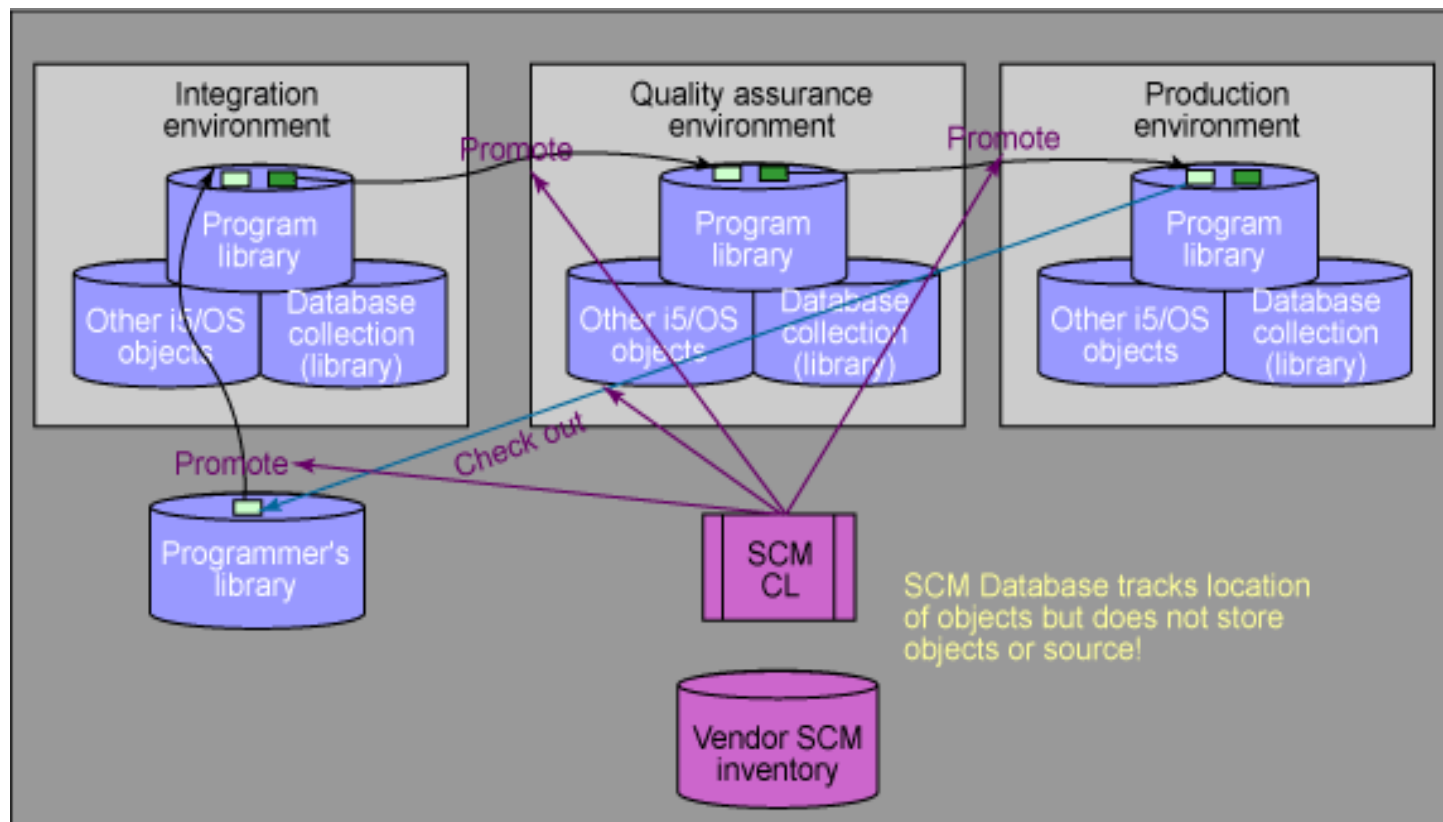 Integration
environment
Quality assurance
environment
Production
environment
Promote
Promote
Program
library
Other i5/OS
objects
Database
collection
(library)
Program
library
Other i5/OS
objects
Database
collection
(library)
Program
library
Other i5/OS
objects
Database
collection
(library)
Promote
Check out
Programmer's
library
SCM
CL
SCM Database tracks location
of objects but does not store
objects or source!
Vendor SCM
inventory